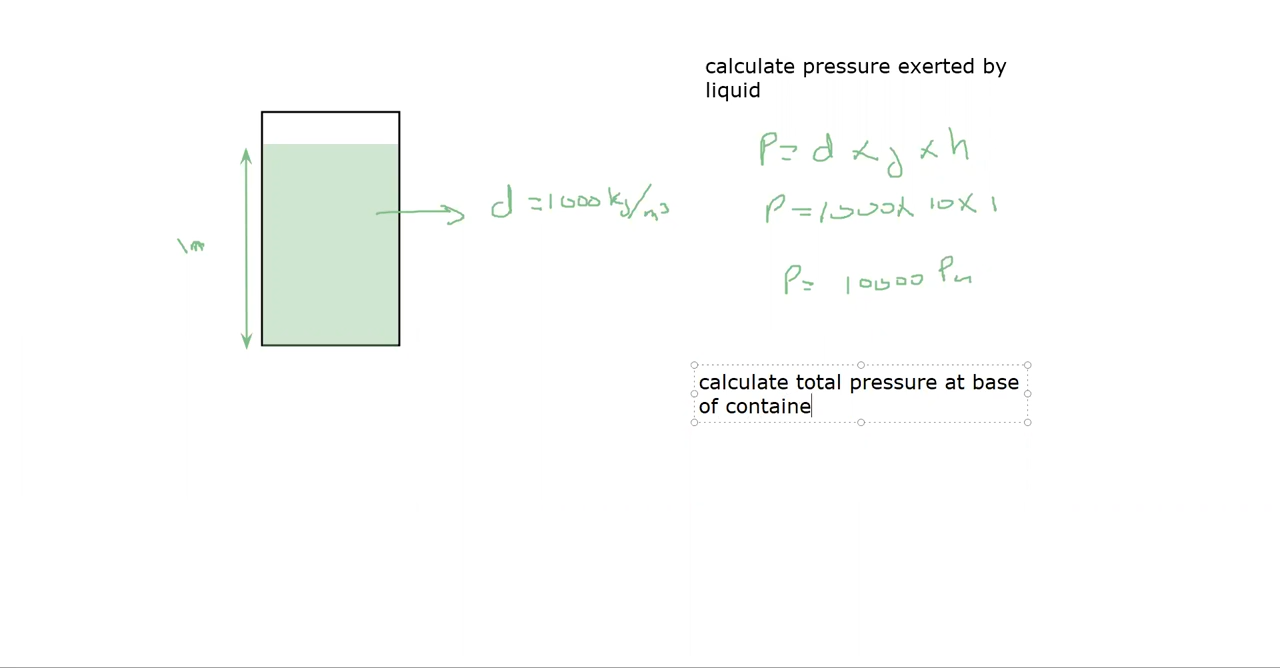 calculate pressure exerted by
liquid
P = d × g × h
d = 1000 kg/m3
P = 1000 × 10 × 1
1m
P = 10000 Pa
calculate total pressure at base
of containe